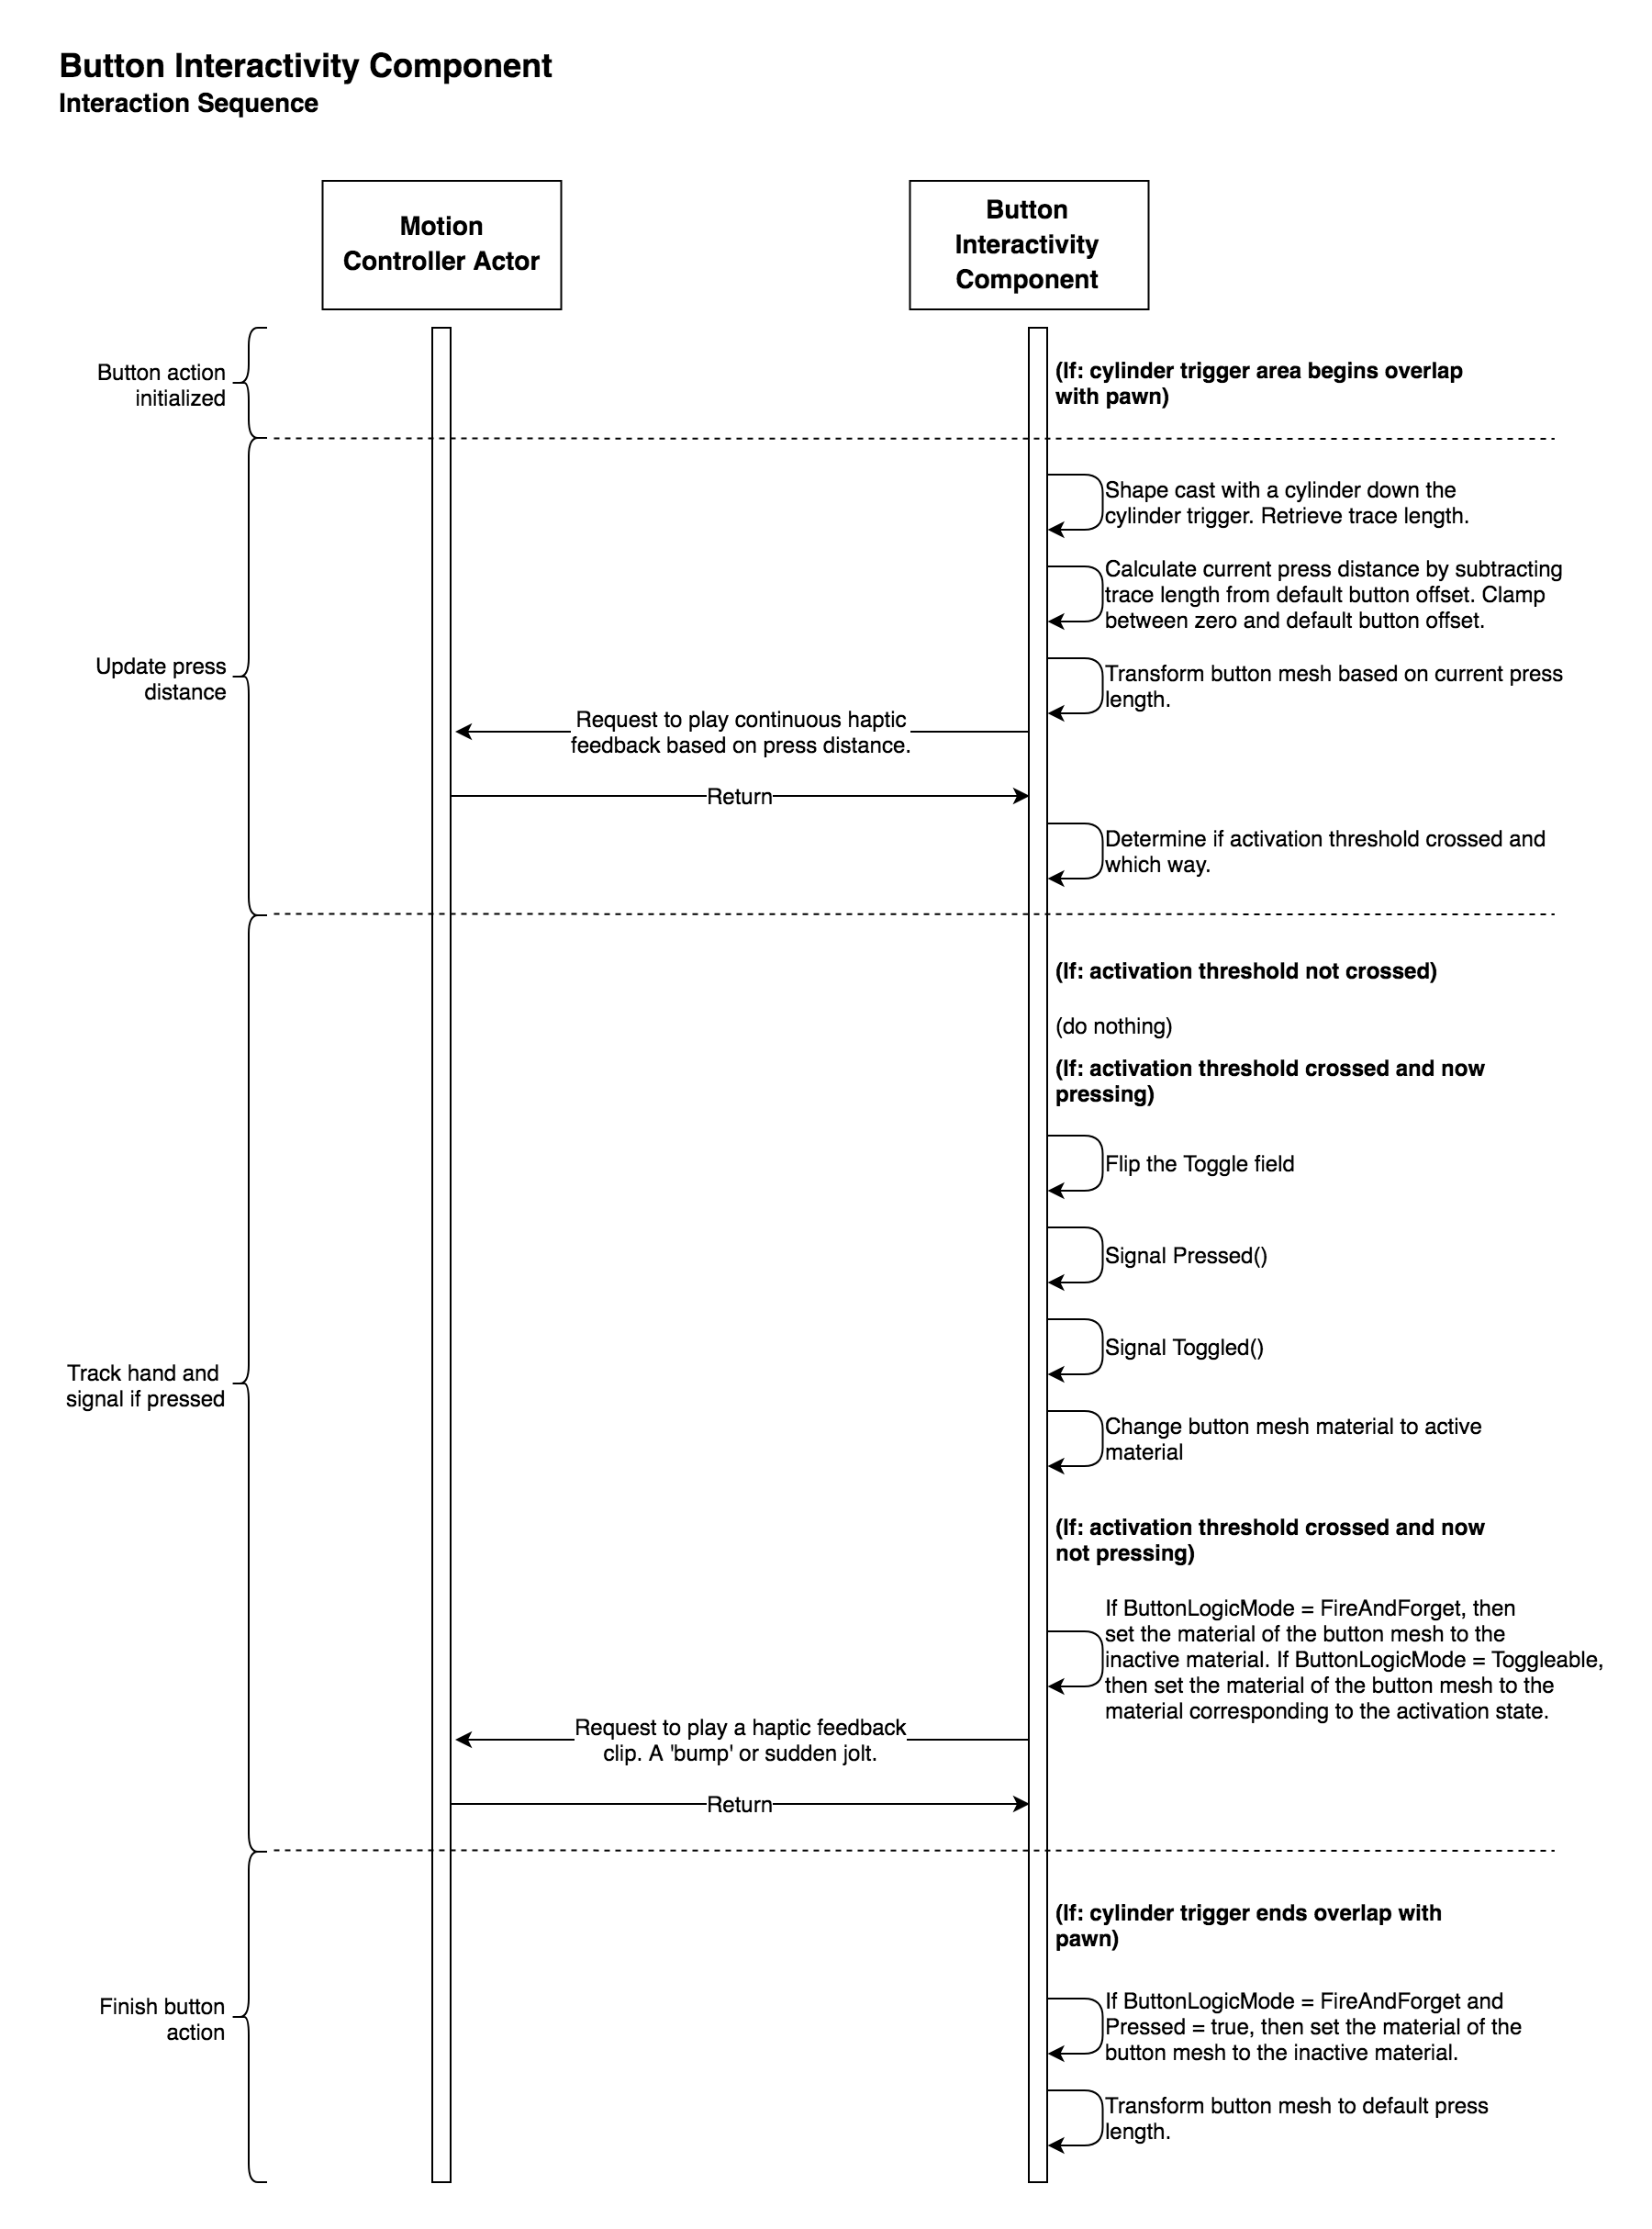 Button Interactivity Component
Interaction Sequence
Motion
Controller Actor
Button
Interactivity
Component
Button action
initialized
(If: cylinder trigger area begins overlap
with pawn)
Update press
distance
Shape cast with a cylinder down the
cylinder trigger. Retrieve trace length.
Calculate current press distance by subtracting
trace length from default button offset. Clamp
between zero and default button offset.
Transform button mesh based on current press
length.
Request to play continuous haptic
feedback based on press distance.
Return
Determine if activation threshold crossed and
which way.
Track hand and
signal if pressed
(If: activation threshold not crossed)
(do nothing)
(If: activation threshold crossed and now
pressing)
Flip the Toggle field
Signal Pressed()
Signal Toggled()
Change button mesh material to active
material
(If: activation threshold crossed and now
not pressing)
If ButtonLogicMode = FireAndForget, then
set the material of the button mesh to the
inactive material. If ButtonLogicMode = Toggleable,
then set the material of the button mesh to the
material corresponding to the activation state.
Request to play a haptic feedback
clip. A 'bump' or sudden jolt.
Return
Finish button
action
(If: cylinder trigger ends overlap with
pawn)
If ButtonLogicMode = FireAndForget and
Pressed = true, then set the material of the
button mesh to the inactive material.
Transform button mesh to default press
length.